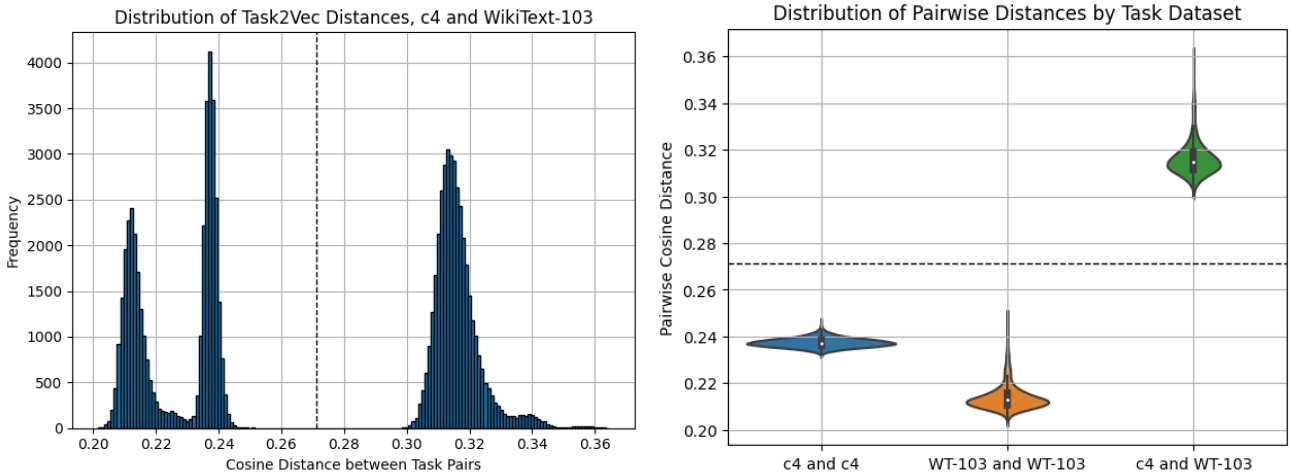 Distribution of Task2Vec Distances, c4 and WikiText-103
Frequency
4000
3500
3000
2500
2000
1500
1000
500
0
0.20 0.22 0.24 0.26 0.28 0.30 0.32 0.34 0.36
Cosine Distance between Task Pairs
Distribution of Pairwise Distances by Task Dataset
Pairwise Cosine Distance
0.36
0.34
0.32
0.30
0.28
0.26
0.24
0.22
0.20
c4 and c4 WT-103 and WT-103 c4 and WT-103